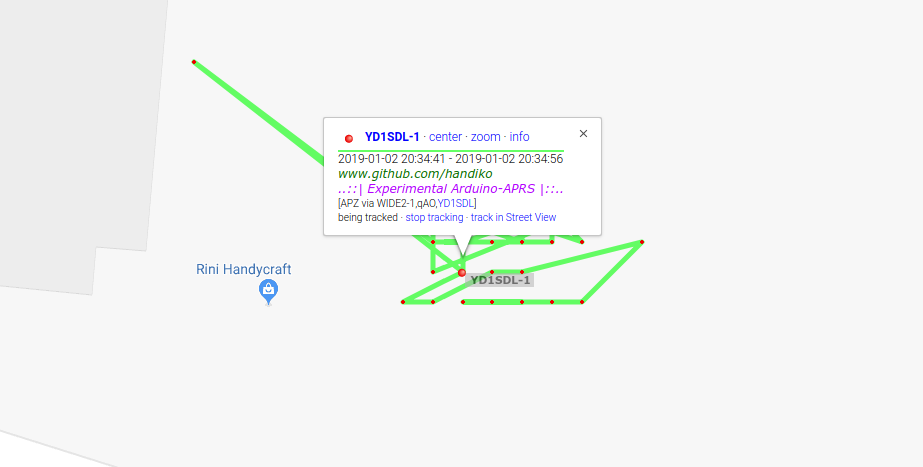 YD1SDL-1 · center · zoom · info
2019-01-02 20:34:41 - 2019-01-02 20:34:56
www.github.com/handiko
..::| Experimental Arduino-APRS |::..
[APZ via WIDE2-1,qAO,YD1SDL]
being tracked · stop tracking · track in Street View
Rini Handycraft
YD1SDL-1